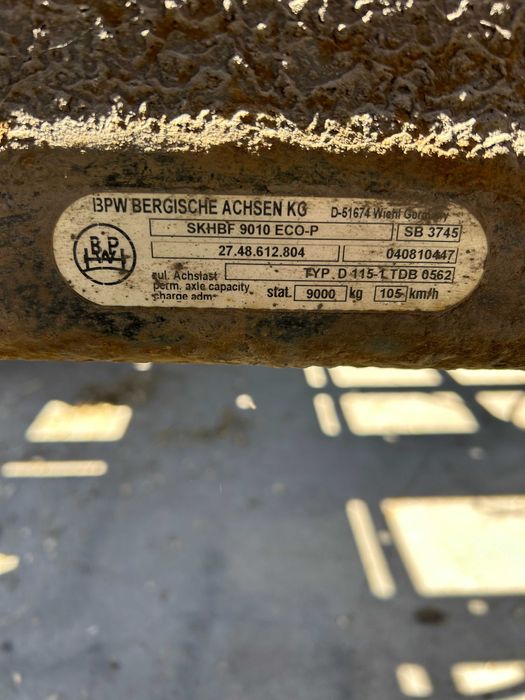 BPW BERGISCHE ACHSEN KG D-51674 Wiehl Germany
SKHBF 9010 ECO-P SB 3745
27.48.612.804 040810447
BPW
zul. Achslast TYP D 115-1 TDB 0562
perm. axle capacity stat. 9000 kg 105 km/h
charge adm.